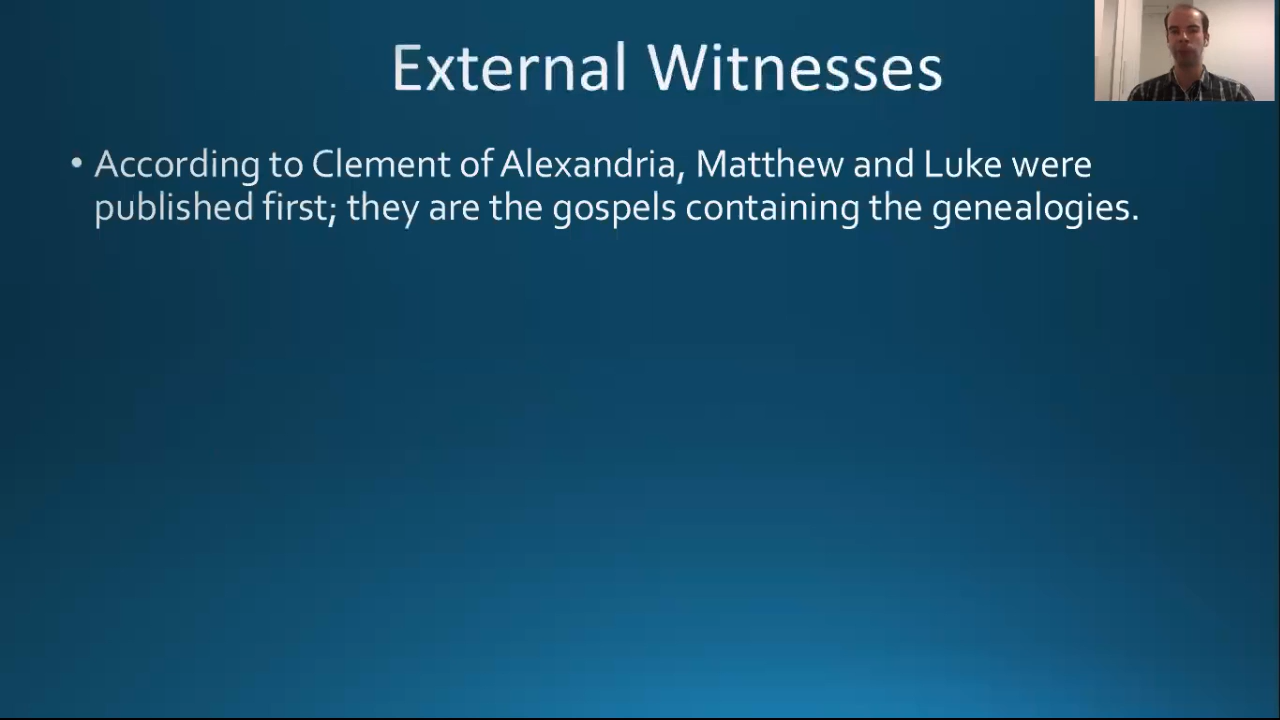 External Witnesses
• According to Clement of Alexandria, Matthew and Luke were
published first; they are the gospels containing the genealogies.